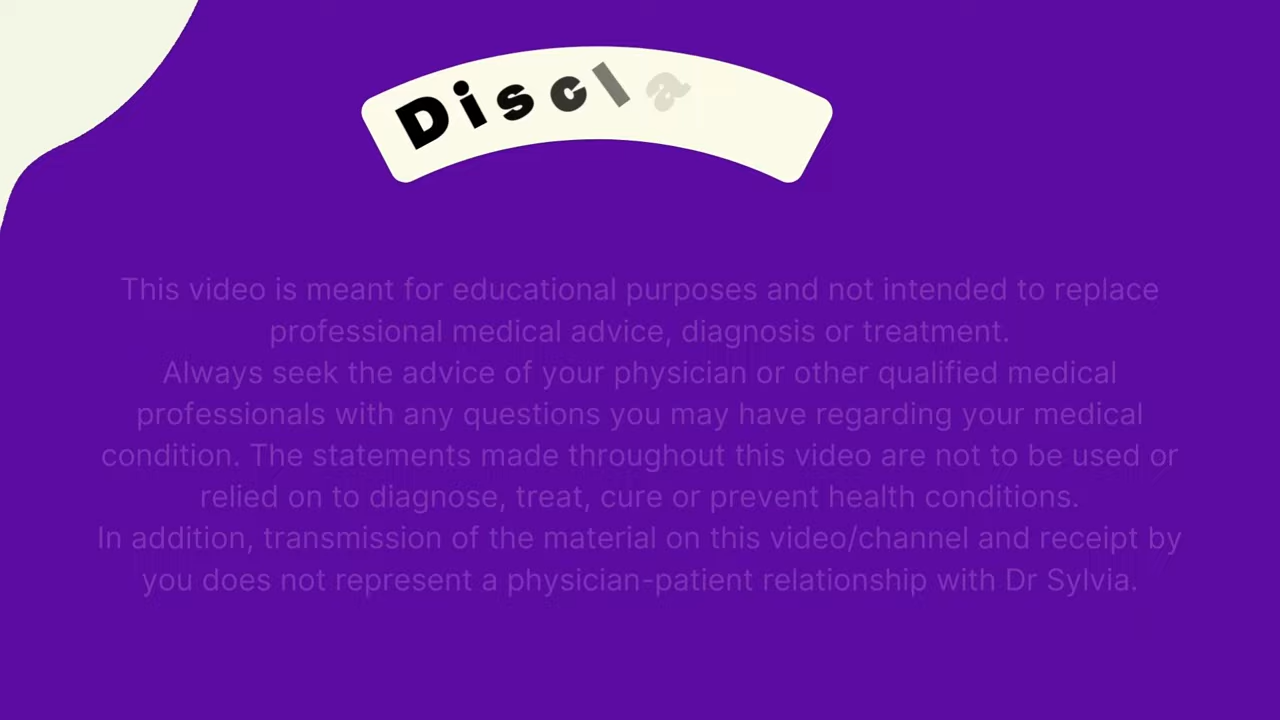 Discla
This video is meant for educational purposes and not intended to replace
professional medical advice, diagnosis or treatment.
Always seek the advice of your physician or other qualified medical
professionals with any questions you may have regarding your medical
condition. The statements made throughout this video are not to be used or
relied on to diagnose, treat, cure or prevent health conditions.
In addition, transmission of the material on this video/channel and receipt by
you does not represent a physician-patient relationship with Dr Sylvia.